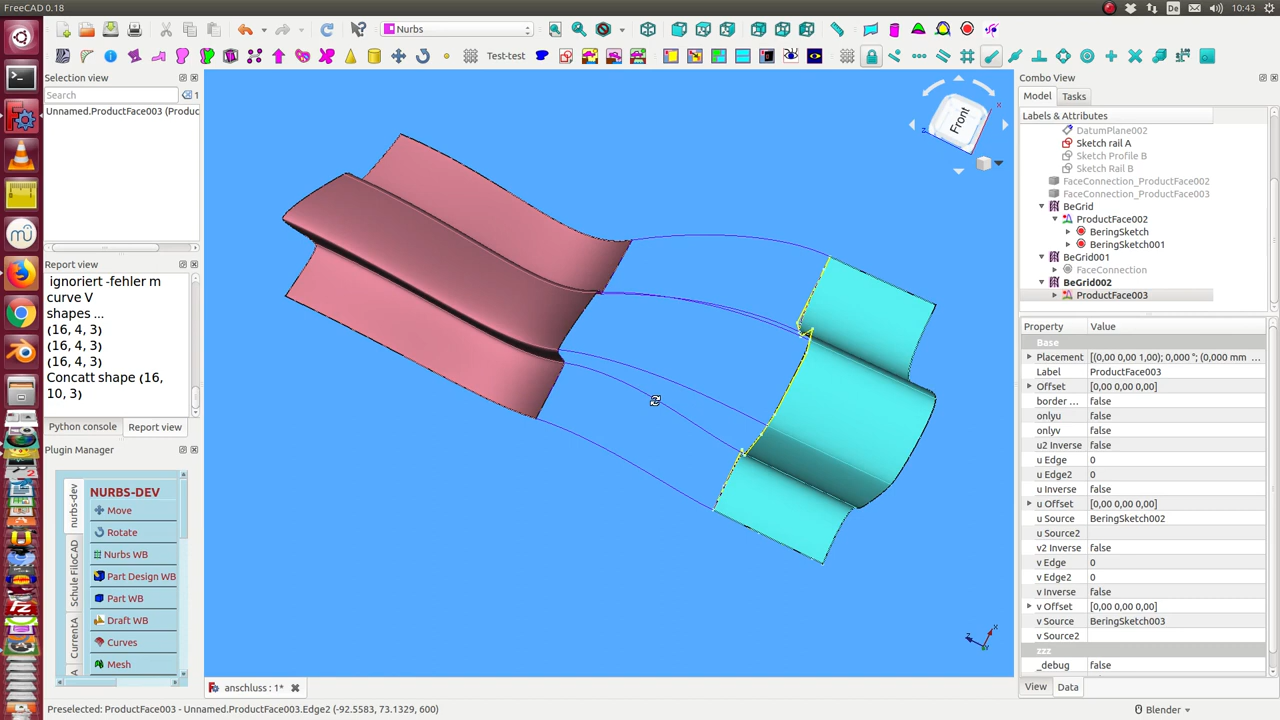 FreeCAD 0.18
De
10:43
Nurbs
Test-test
Selection view
Search
1
Unnamed.ProductFace003 (Produc
Report view
ignoriert -fehler m
curve V
shapes ...
(16, 4, 3)
(16, 4, 3)
(16, 4, 3)
Concatt shape (16,
10, 3)
Python console
Report view
Plugin Manager
nurbs-dev
Schule FiloCAD
CurrentA
NURBS-DEV
Move
Rotate
Nurbs WB
Part Design WB
Part WB
Draft WB
Curves
Mesh
Front
anschluss : 1*
Combo View
Model
Tasks
Labels & Attributes
DatumPlane002
Sketch rail A
Sketch Profile B
Sketch Rail B
FaceConnection_ProductFace002
FaceConnection_ProductFace003
BeGrid
ProductFace002
BeringSketch
BeringSketch001
BeGrid001
FaceConnection
BeGrid002
ProductFace003
Property Value
Base
Placement [(0,00 0,00 1,00); 0,000 °; (0,000 mm ...
Label ProductFace003
Offset [0,00 0,00 0,00]
border ... false
onlyu false
onlyv false
u2 Inverse false
u Edge 0
u Edge2 0
u Inverse false
u Offset [0,00 0,00 0,00]
u Source BeringSketch002
u Source2
v2 Inverse false
v Edge 0
v Edge2 0
v Inverse false
v Offset [0,00 0,00 0,00]
v Source BeringSketch003
v Source2
zzz
_debug false
View
Data
Preselected: ProductFace003 - Unnamed.ProductFace003.Edge2 (-92.5583, 73.1329, 600)
Blender